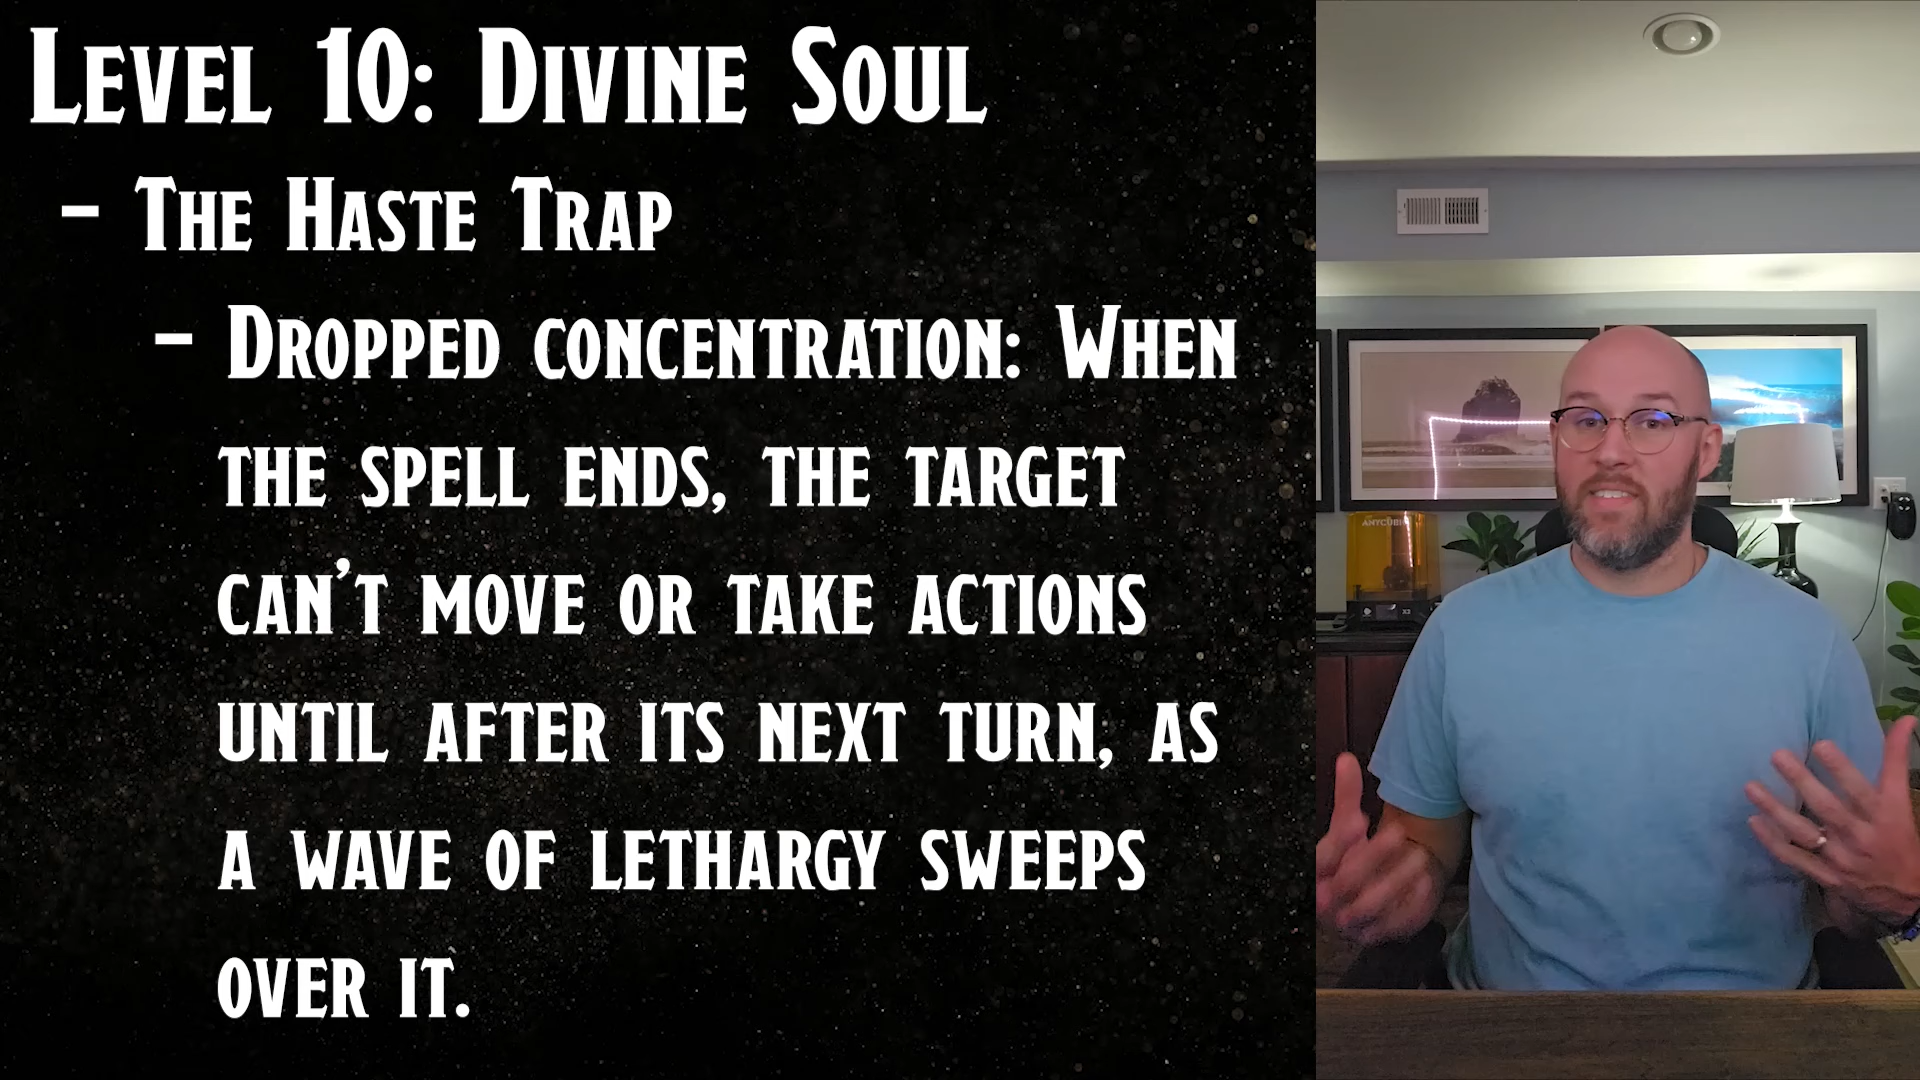 Level 10: Divine Soul
- The Haste Trap
- Dropped concentration: When
the spell ends, the target
can't move or take actions
until after its next turn, as
a wave of lethargy sweeps
over it.
ANYCUBIC